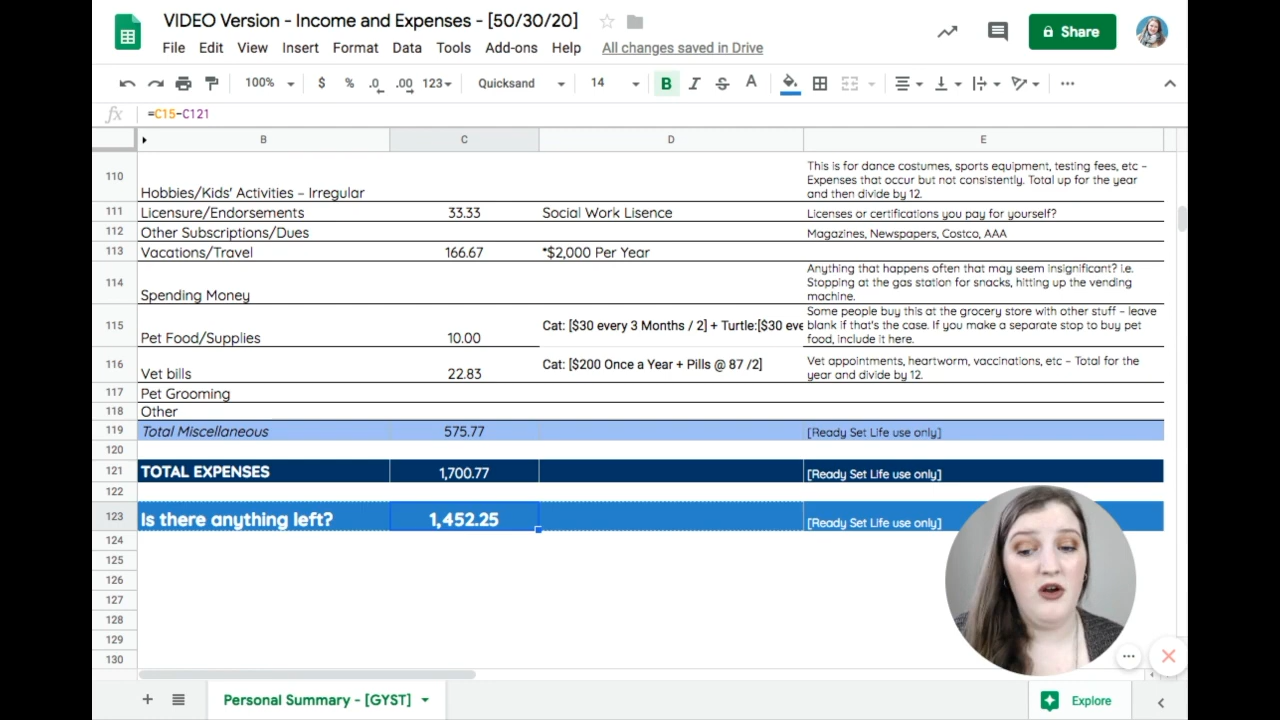 VIDEO Version - Income and Expenses - [50/30/20]
File Edit View Insert Format Data Tools Add-ons Help All changes saved in Drive
Share
100% $ % .0 .00 123 Quicksand 14 B I S A
fx =C15-C121
B C D E
110 Hobbies/Kids' Activities – Irregular
This is for dance costumes, sports equipment, testing fees, etc –
Expenses that occur but not consistently. Total up for the year
and then divide by 12.
111 Licensure/Endorsements 33.33 Social Work Lisence Licenses or certifications you pay for yourself?
112 Other Subscriptions/Dues Magazines, Newspapers, Costco, AAA
113 Vacations/Travel 166.67 *$2,000 Per Year
114 Spending Money
Anything that happens often that may seem insignificant? i.e.
Stopping at the gas station for snacks, hitting up the vending
machine.
115 Pet Food/Supplies 10.00 Cat: [$30 every 3 Months / 2] + Turtle:[$30 eve
Some people buy this at the grocery store with other stuff – leave
blank if that's the case. If you make a separate stop to buy pet
food, include it here.
116 Vet bills 22.83 Cat: [$200 Once a Year + Pills @ 87 /2]
Vet appointments, heartworm, vaccinations, etc – Total for the
year and divide by 12.
117 Pet Grooming
118 Other
119 Total Miscellaneous 575.77 [Ready Set Life use only]
120
121 TOTAL EXPENSES 1,700.77 [Ready Set Life use only]
122
123 Is there anything left? 1,452.25 [Ready Set Life use only]
124
125
126
127
128
129
130
Personal Summary - [GYST]
Explore